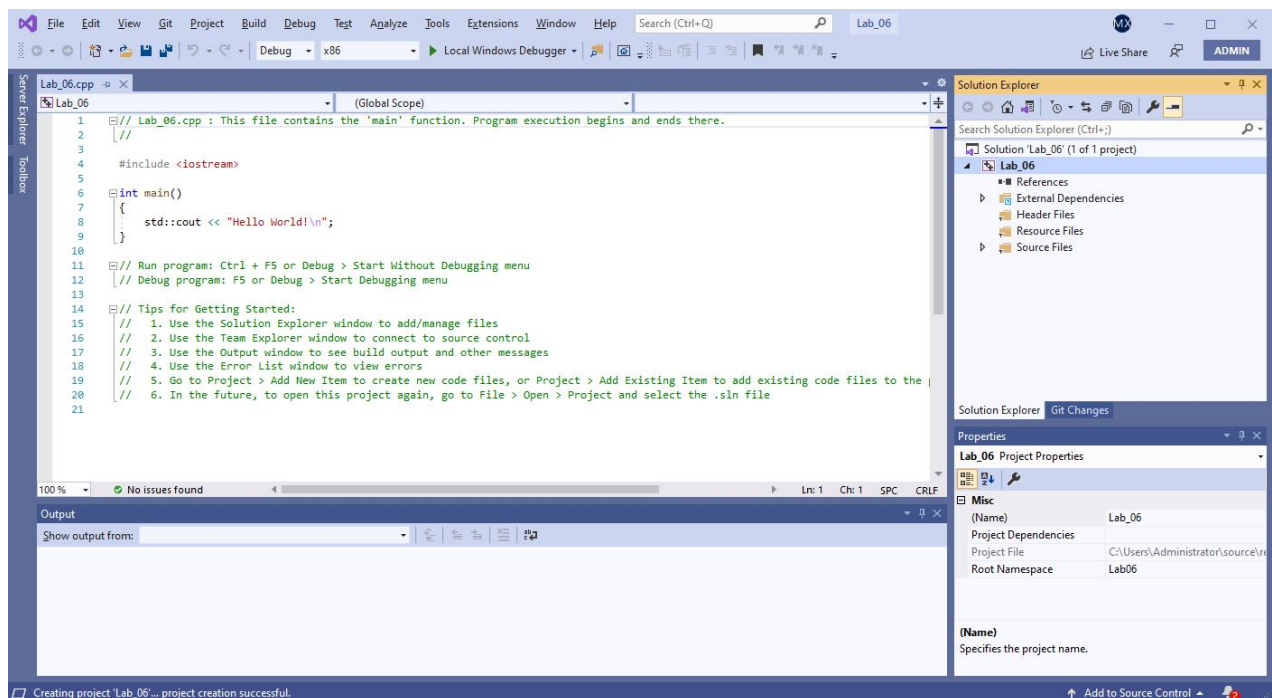 File Edit View Git Project Build Debug Test Analyze Tools Extensions Window Help Search (Ctrl+Q) Lab_06 MX
Debug x86 Local Windows Debugger Live Share ADMIN
Server Explorer
Toolbox
Lab_06.cpp
Lab_06 (Global Scope)
1 // Lab_06.cpp : This file contains the 'main' function. Program execution begins and ends there.
2 //
3
4 #include <iostream>
5
6 int main()
7 {
8 std::cout << "Hello World!\n";
9 }
10
11 // Run program: Ctrl + F5 or Debug > Start Without Debugging menu
12 // Debug program: F5 or Debug > Start Debugging menu
13
14 // Tips for Getting Started:
15 // 1. Use the Solution Explorer window to add/manage files
16 // 2. Use the Team Explorer window to connect to source control
17 // 3. Use the Output window to see build output and other messages
18 // 4. Use the Error List window to view errors
19 // 5. Go to Project > Add New Item to create new code files, or Project > Add Existing Item to add existing code files to the
20 // 6. In the future, to open this project again, go to File > Open > Project and select the .sln file
21
100 % No issues found Ln: 1 Ch: 1 SPC CRLF
Output
Show output from:
Solution Explorer
Search Solution Explorer (Ctrl+;)
Solution 'Lab_06' (1 of 1 project)
Lab_06
References
External Dependencies
Header Files
Resource Files
Source Files
Solution Explorer Git Changes
Properties
Lab_06 Project Properties
Misc
(Name) Lab_06
Project Dependencies
Project File C:\Users\Administrator\source\re
Root Namespace Lab06
(Name)
Specifies the project name.
Creating project 'Lab_06'... project creation successful. Add to Source Control 2